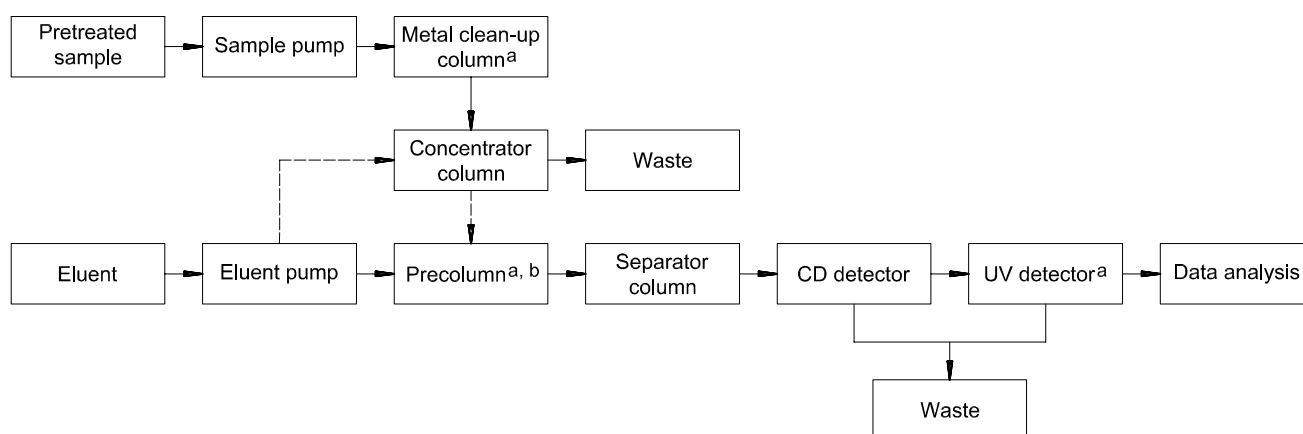 Pretreated
sample
Sample pump
Metal clean-up
columnᵃ
Concentrator
column
Waste
Eluent
Eluent pump
Precolumnᵃ, ᵇ
Separator
column
CD detector
UV detectorᵃ
Data analysis
Waste